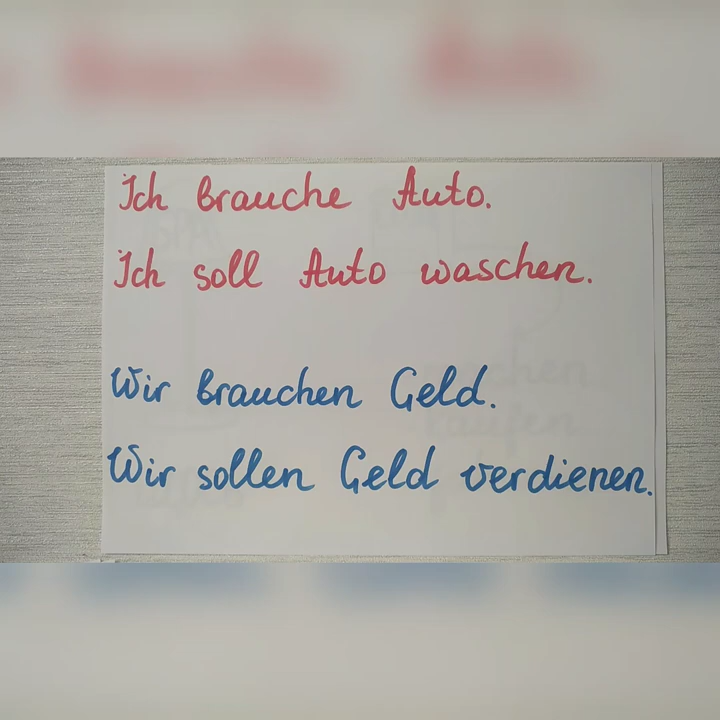 Ich brauche Auto.
Ich soll Auto waschen.
Wir brauchen Geld.
Wir sollen Geld verdienen.